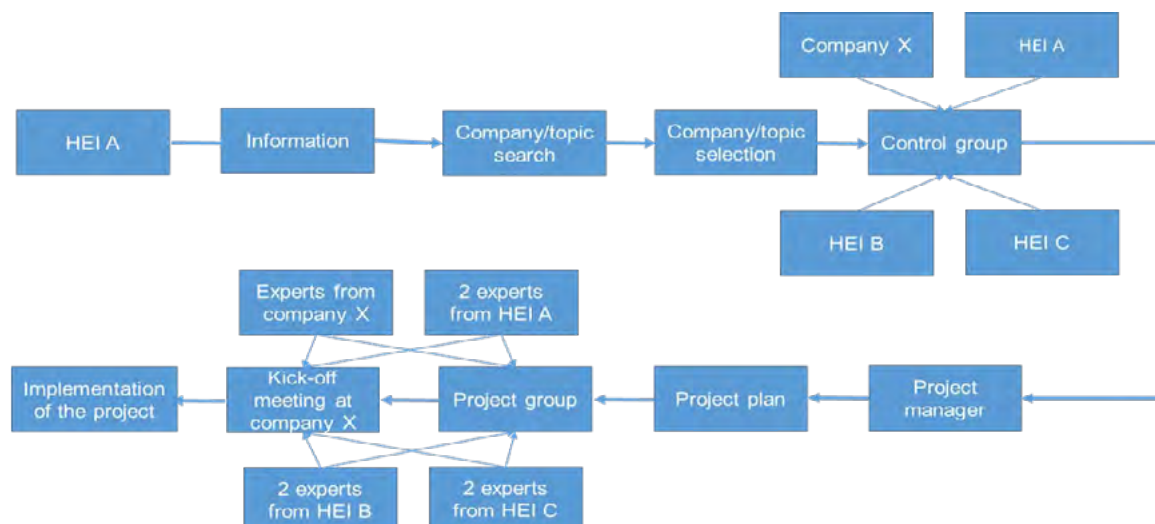 Company X
HEI A
HEI A
Information
Company/topic
search
Company/topic
selection
Control group
HEI B
HEI C
Experts from
company X
2 experts
from HEI A
Implementation
of the project
Kick-off
meeting at
company X
Project group
Project plan
Project
manager
2 experts
from HEI B
2 experts
from HEI C